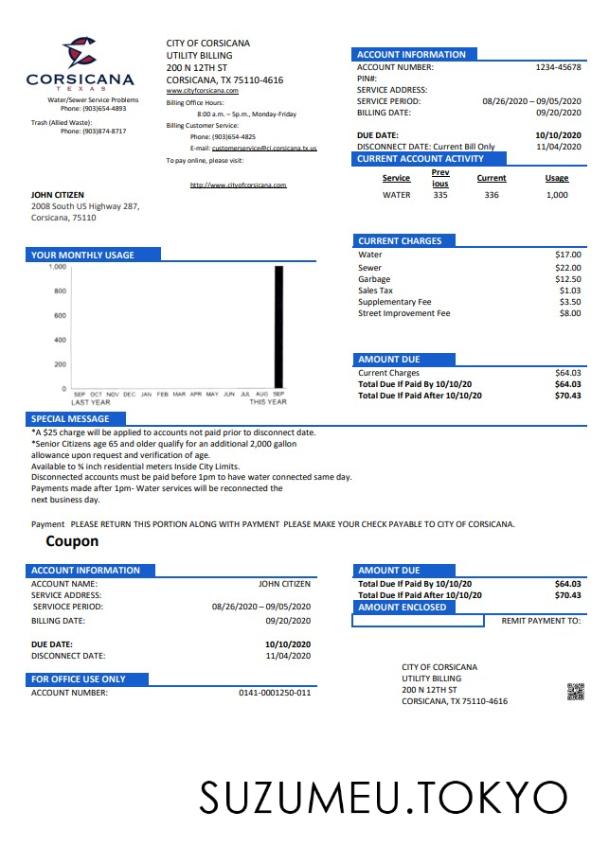 CORSICANA
TEXAS
Water/Sewer Service Problems
Phone: (903)654-4893
Trash (Allied Waste):
Phone: (903)874-8717
CITY OF CORSICANA
UTILITY BILLING
200 N 12TH ST
CORSICANA, TX 75110-4616
www.cityofcorsicana.com
Billing Office Hours:
8:00 a.m. – 5p.m., Monday-Friday
Billing Customer Service:
Phone: (903)654-4825
E-mail: customerservice@ci.corsicana.tx.us
To pay online, please visit:
http://www.cityofcorsicana.com
ACCOUNT INFORMATION
ACCOUNT NUMBER: 1234-45678
PIN#:
SERVICE ADDRESS:
SERVICE PERIOD: 08/26/2020 – 09/05/2020
BILLING DATE: 09/20/2020
DUE DATE: 10/10/2020
DISCONNECT DATE: Current Bill Only 11/04/2020
CURRENT ACCOUNT ACTIVITY
Service Prev ious Current Usage
WATER 335 336 1,000
JOHN CITIZEN
2008 South US Highway 287,
Corsicana, 75110
YOUR MONTHLY USAGE
1,000
800
600
400
200
0
SEP OCT NOV DEC JAN FEB MAR APR MAY JUN JUL AUG SEP
LAST YEAR THIS YEAR
CURRENT CHARGES
Water $17.00
Sewer $22.00
Garbage $12.50
Sales Tax $1.03
Supplementary Fee $3.50
Street Improvement Fee $8.00
AMOUNT DUE
Current Charges $64.03
Total Due If Paid By 10/10/20 $64.03
Total Due If Paid After 10/10/20 $70.43
SPECIAL MESSAGE
*A $25 charge will be applied to accounts not paid prior to disconnect date.
*Senior Citizens age 65 and older qualify for an additional 2,000 gallon
allowance upon request and verification of age.
Available to ¾ inch residential meters Inside City Limits.
Disconnected accounts must be paid before 1pm to have water connected same day.
Payments made after 1pm- Water services will be reconnected the
next business day.
Payment PLEASE RETURN THIS PORTION ALONG WITH PAYMENT PLEASE MAKE YOUR CHECK PAYABLE TO CITY OF CORSICANA.
Coupon
ACCOUNT INFORMATION
ACCOUNT NAME: JOHN CITIZEN
SERVICE ADDRESS:
SERVIOCE PERIOD: 08/26/2020 – 09/05/2020
BILLING DATE: 09/20/2020
DUE DATE: 10/10/2020
DISCONNECT DATE: 11/04/2020
FOR OFFICE USE ONLY
ACCOUNT NUMBER: 0141-0001250-011
AMOUNT DUE
Total Due If Paid By 10/10/20 $64.03
Total Due If Paid After 10/10/20 $70.43
AMOUNT ENCLOSED
REMIT PAYMENT TO:
CITY OF CORSICANA
UTILITY BILLING
200 N 12TH ST
CORSICANA, TX 75110-4616
SUZUMEU.TOKYO